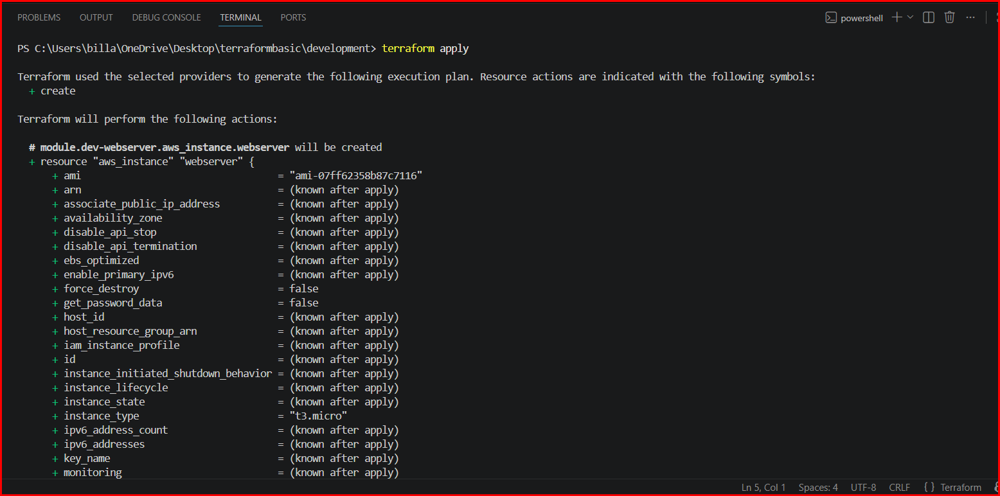 PROBLEMS OUTPUT DEBUG CONSOLE TERMINAL PORTS powershell
PS C:\Users\billa\OneDrive\Desktop\terraformbasic\development> terraform apply
Terraform used the selected providers to generate the following execution plan. Resource actions are indicated with the following symbols:
+ create
Terraform will perform the following actions:
# module.dev-webserver.aws_instance.webserver will be created
+ resource "aws_instance" "webserver" {
+ ami = "ami-07ff62358b87c7116"
+ arn = (known after apply)
+ associate_public_ip_address = (known after apply)
+ availability_zone = (known after apply)
+ disable_api_stop = (known after apply)
+ disable_api_termination = (known after apply)
+ ebs_optimized = (known after apply)
+ enable_primary_ipv6 = (known after apply)
+ force_destroy = false
+ get_password_data = false
+ host_id = (known after apply)
+ host_resource_group_arn = (known after apply)
+ iam_instance_profile = (known after apply)
+ id = (known after apply)
+ instance_initiated_shutdown_behavior = (known after apply)
+ instance_lifecycle = (known after apply)
+ instance_state = (known after apply)
+ instance_type = "t3.micro"
+ ipv6_address_count = (known after apply)
+ ipv6_addresses = (known after apply)
+ key_name = (known after apply)
+ monitoring = (known after apply)
Ln 5, Col 1 Spaces: 4 UTF-8 CRLF { } Terraform